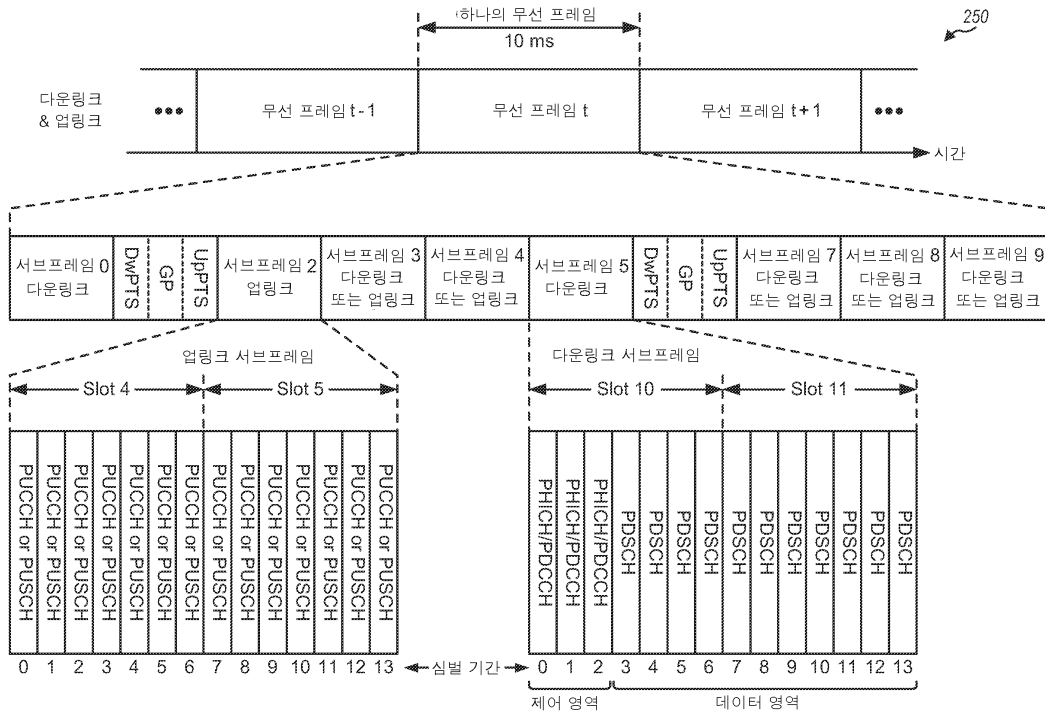 하나의 무선 프레임
10 ms
250
다운링크
& 업링크
무선 프레임 t-1
무선 프레임 t
무선 프레임 t+1
시간
서브프레임 0
다운링크
DwPTS
GP
UpPTS
서브프레임 2
업링크
서브프레임 3
다운링크
또는 업링크
서브프레임 4
다운링크
또는 업링크
서브프레임 5
다운링크
DwPTS
GP
UpPTS
서브프레임 7
다운링크
또는 업링크
서브프레임 8
다운링크
또는 업링크
서브프레임 9
다운링크
또는 업링크
업링크 서브프레임
다운링크 서브프레임
Slot 4
Slot 5
Slot 10
Slot 11
PUCCH or PUSCH
PUCCH or PUSCH
PUCCH or PUSCH
PUCCH or PUSCH
PUCCH or PUSCH
PUCCH or PUSCH
PUCCH or PUSCH
PUCCH or PUSCH
PUCCH or PUSCH
PUCCH or PUSCH
PUCCH or PUSCH
PUCCH or PUSCH
PUCCH or PUSCH
PUCCH or PUSCH
PHICH/PDCCH
PHICH/PDCCH
PHICH/PDCCH
PDSCH
PDSCH
PDSCH
PDSCH
PDSCH
PDSCH
PDSCH
PDSCH
PDSCH
PDSCH
PDSCH
0 1 2 3 4 5 6 7 8 9 10 11 12 13
심벌 기간
0 1 2 3 4 5 6 7 8 9 10 11 12 13
제어 영역
데이터 영역